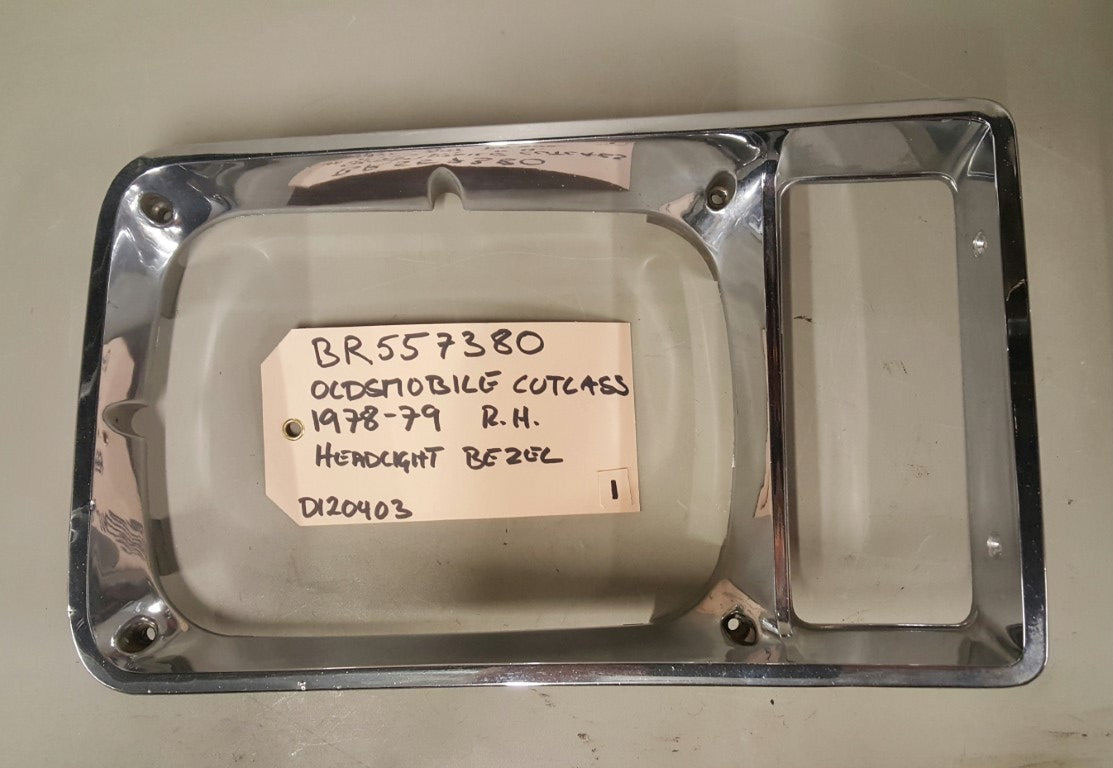 BR557380
OLDSMOBILE CUTLASS
1978-79 R.H.
HEADLIGHT BEZEL
1
D120403